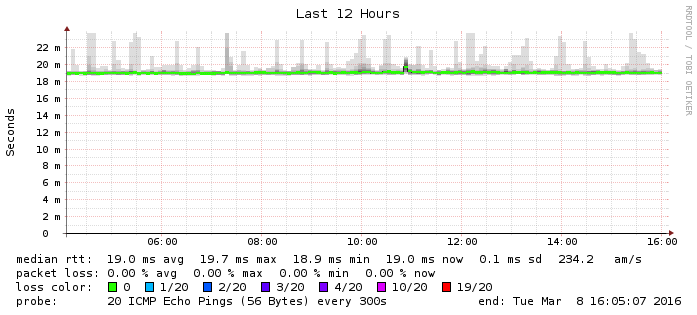 Last 12 Hours
RRDTOOL / TOBI OETIKER
Seconds
22 m
20 m
18 m
16 m
14 m
12 m
10 m
8 m
6 m
4 m
2 m
0
06:00 08:00 10:00 12:00 14:00 16:00
median rtt: 19.0 ms avg 19.7 ms max 18.9 ms min 19.0 ms now 0.1 ms sd 234.2 am/s
packet loss: 0.00 % avg 0.00 % max 0.00 % min 0.00 % now
loss color: 0 1/20 2/20 3/20 4/20 10/20 19/20
probe: 20 ICMP Echo Pings (56 Bytes) every 300s end: Tue Mar 8 16:05:07 2016